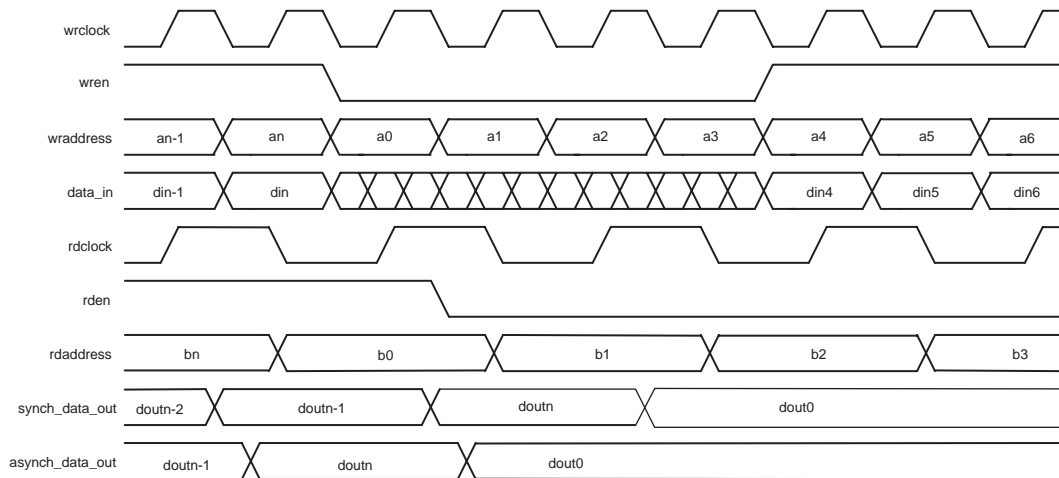 wrclock
wren
wraddress an-1 an a0 a1 a2 a3 a4 a5 a6
data_in din-1 din din4 din5 din6
rdclock
rden
rdaddress bn b0 b1 b2 b3
synch_data_out doutn-2 doutn-1 doutn dout0
asynch_data_out doutn-1 doutn dout0